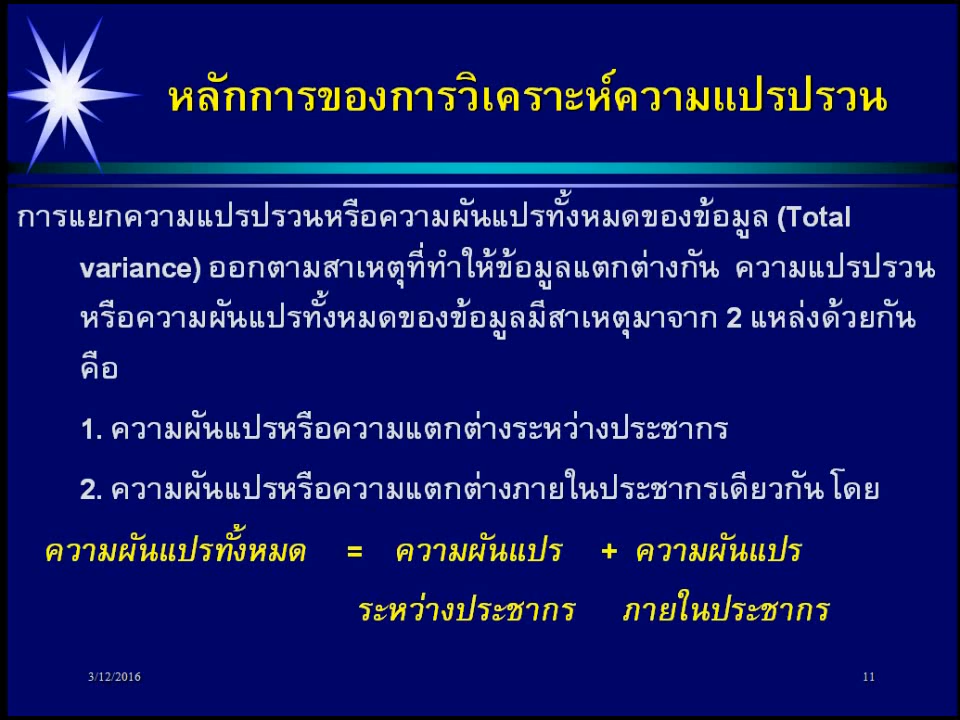 หลักการของการวิเคราะห์ความแปรปรวน
การแยกความแปรปรวนหรือความผันแปรทั้งหมดของข้อมูล (Total
variance) ออกตามสาเหตุที่ทำให้ข้อมูลแตกต่างกัน ความแปรปรวน
หรือความผันแปรทั้งหมดของข้อมูลมีสาเหตุมาจาก 2 แหล่งด้วยกัน
คือ
1. ความผันแปรหรือความแตกต่างระหว่างประชากร
2. ความผันแปรหรือความแตกต่างภายในประชากรเดียวกัน โดย
ความผันแปรทั้งหมด = ความผันแปร + ความผันแปร
ระหว่างประชากร ภายในประชากร
3/12/2016 11